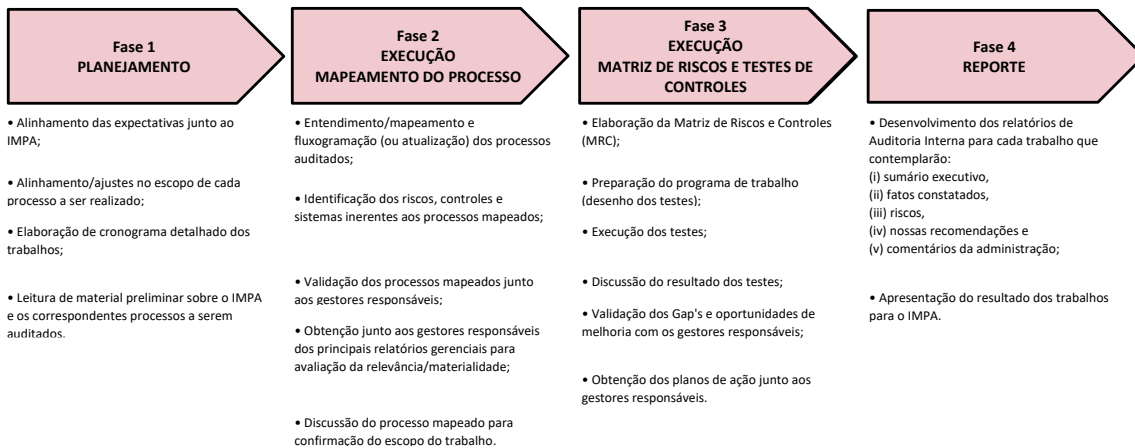 Fase 1
PLANEJAMENTO
Fase 2
EXECUÇÃO
MAPEAMENTO DO PROCESSO
Fase 3
EXECUÇÃO
MATRIZ DE RISCOS E TESTES DE
CONTROLES
Fase 4
REPORTE
• Alinhamento das expectativas junto ao
IMPA;
• Alinhamento/ajustes no escopo de cada
processo a ser realizado;
• Elaboração de cronograma detalhado dos
trabalhos;
• Leitura de material preliminar sobre o IMPA
e os correspondentes processos a serem
auditados.
• Entendimento/mapeamento e
fluxogramação (ou atualização) dos processos
auditados;
• Identificação dos riscos, controles e
sistemas inerentes aos processos mapeados;
• Validação dos processos mapeados junto
aos gestores responsáveis;
• Obtenção junto aos gestores responsáveis
dos principais relatórios gerenciais para
avaliação da relevância/materialidade;
• Discussão do processo mapeado para
confirmação do escopo do trabalho.
• Elaboração da Matriz de Riscos e Controles
(MRC);
• Preparação do programa de trabalho
(desenho dos testes);
• Execução dos testes;
• Discussão do resultado dos testes;
• Validação dos Gap's e oportunidades de
melhoria com os gestores responsáveis;
• Obtenção dos planos de ação junto aos
gestores responsáveis.
• Desenvolvimento dos relatórios de
Auditoria Interna para cada trabalho que
contemplarão:
(i) sumário executivo,
(ii) fatos constatados,
(iii) riscos,
(iv) nossas recomendações e
(v) comentários da administração;
• Apresentação do resultado dos trabalhos
para o IMPA.